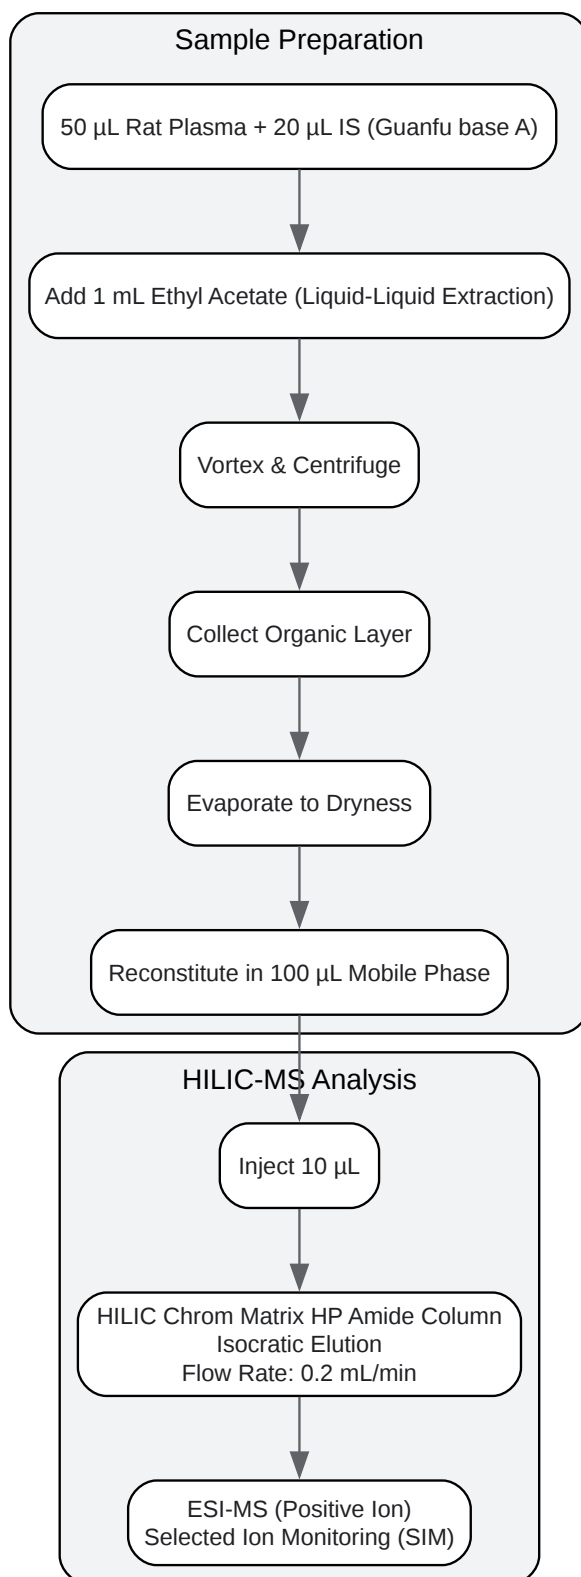 Sample Preparation
50 µL Rat Plasma + 20 µL IS (Guanfu base A)
Add 1 mL Ethyl Acetate (Liquid-Liquid Extraction)
Vortex & Centrifuge
Collect Organic Layer
Evaporate to Dryness
Reconstitute in 100 µL Mobile Phase
HILIC-MS Analysis
Inject 10 µL
HILIC Chrom Matrix HP Amide Column
Isocratic Elution
Flow Rate: 0.2 mL/min
ESI-MS (Positive Ion)
Selected Ion Monitoring (SIM)